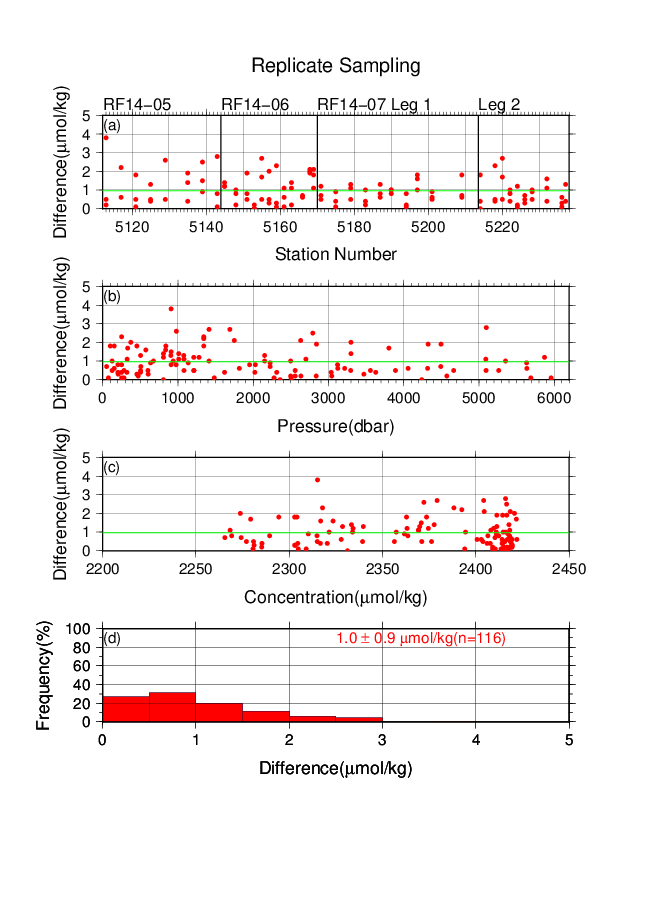 Replicate Sampling
RF14−05 RF14−06 RF14−07 Leg 1 Leg 2
(a)
Difference(μmol/kg)
5
4
3
2
1
0
5120 5140 5160 5180 5200 5220
Station Number
(b)
Difference(μmol/kg)
5
4
3
2
1
0
0 1000 2000 3000 4000 5000 6000
Pressure(dbar)
(c)
Difference(μmol/kg)
5
4
3
2
1
0
2200 2250 2300 2350 2400 2450
Concentration(μmol/kg)
(d) 1.0 ± 0.9 μmol/kg(n=116)
Frequency(%)
100
80
60
40
20
0
0 1 2 3 4 5
Difference(μmol/kg)